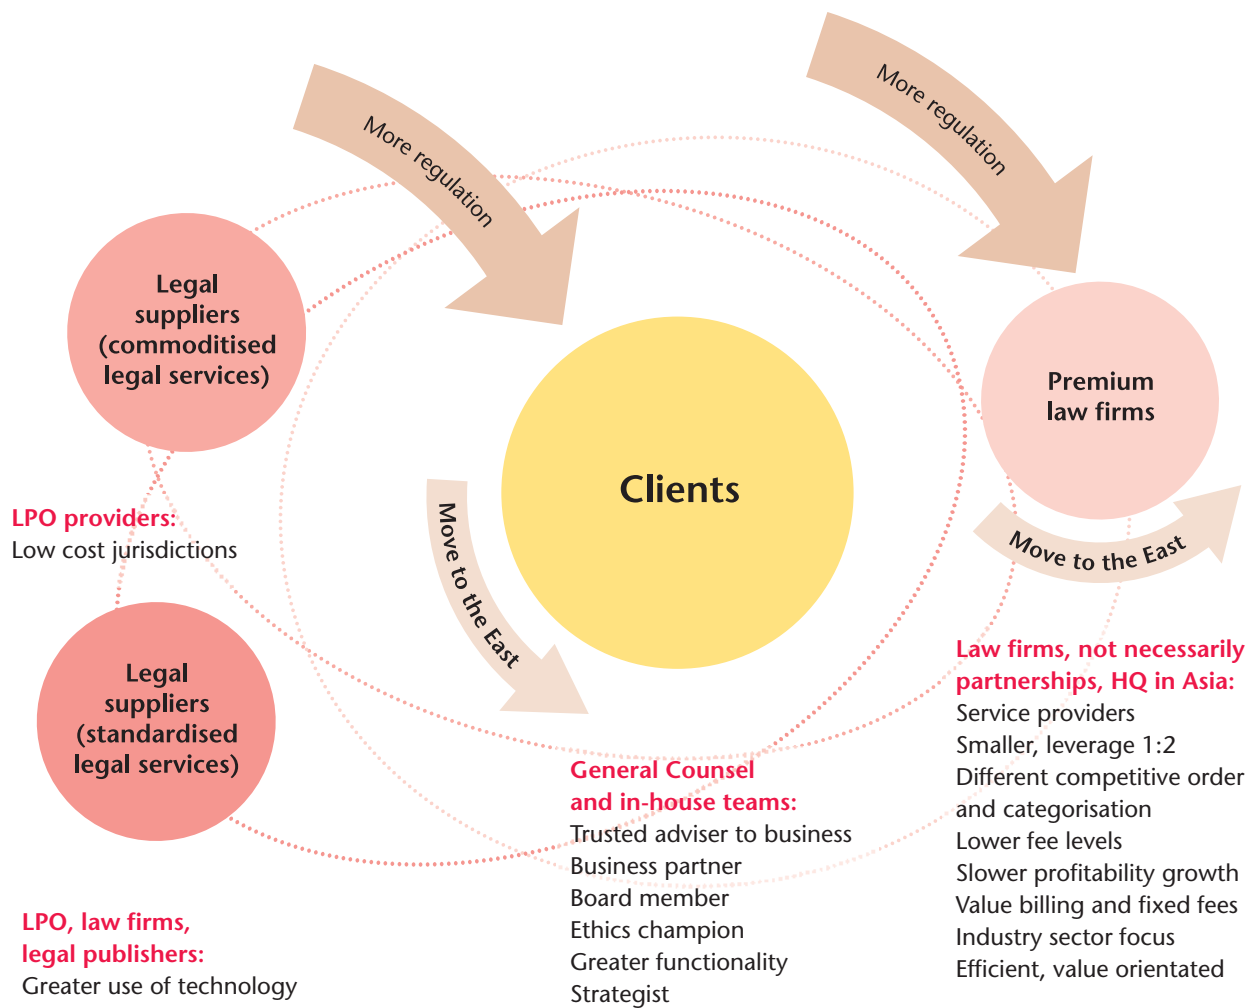 More regulation
More regulation
Legal
suppliers
(commodified
legal services)
Premium
law firms
Clients
LPO providers:
Low cost jurisdictions
Move to the East
Move to the East
Legal
suppliers
(standardised
legal services)
Law firms, not necessarily
partnerships, HQ in Asia:
Service providers
Smaller, leverage 1:2
Different competitive order
and categorisation
Lower fee levels
Slower profitability growth
Value billing and fixed fees
Industry sector focus
Efficient, value orientated
General Counsel
and in-house teams:
Trusted adviser to business
Business partner
Board member
Ethics champion
Greater functionality
Strategist
LPO, law firms,
legal publishers:
Greater use of technology